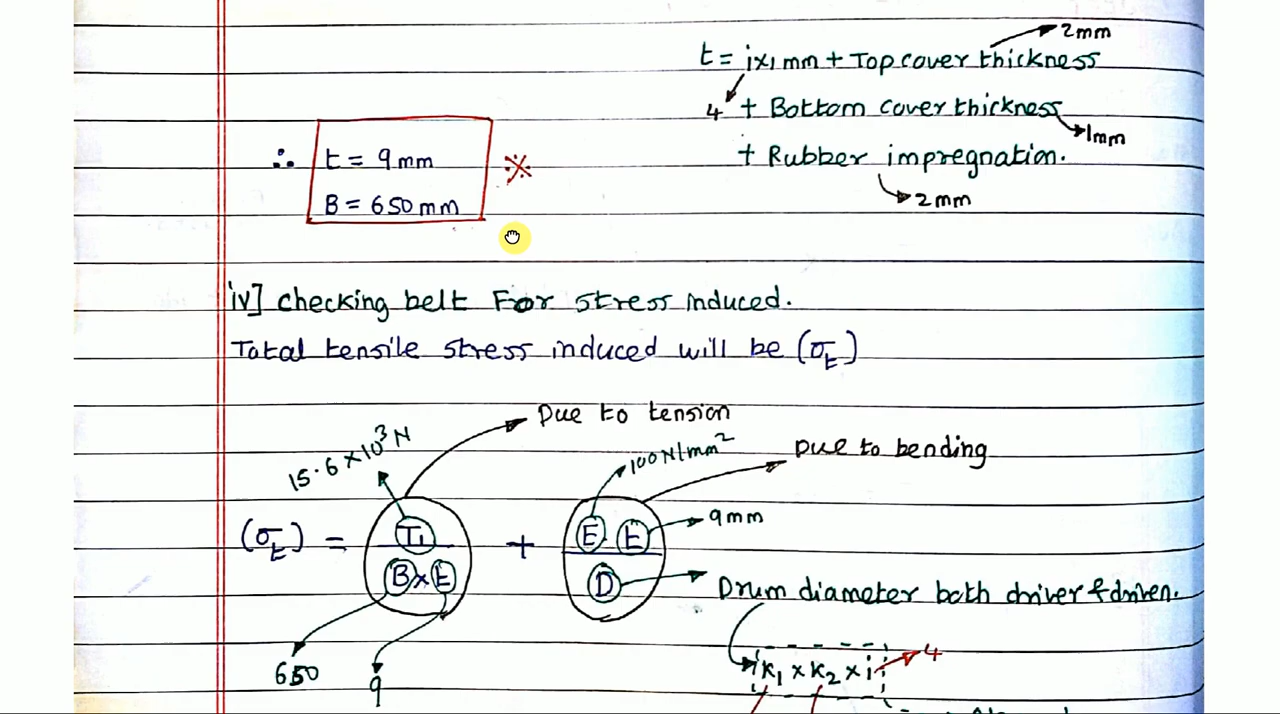 t = i×1 mm + Top cover thickness → 2mm
4 + Bottom cover thickness → 1mm
+ Rubber impregnation. → 2mm
∴ t = 9 mm ※
B = 650 mm
iv] checking belt For stress induced.
Total tensile stress induced will be (σt)
Due to tension
15.6 × 10³ N
100 N/mm²
Due to bending
(σt) = T1 / B × t + E t / D
9mm
Drum diameter both driver & driven.
650
9
K1 × K2 × i → 4